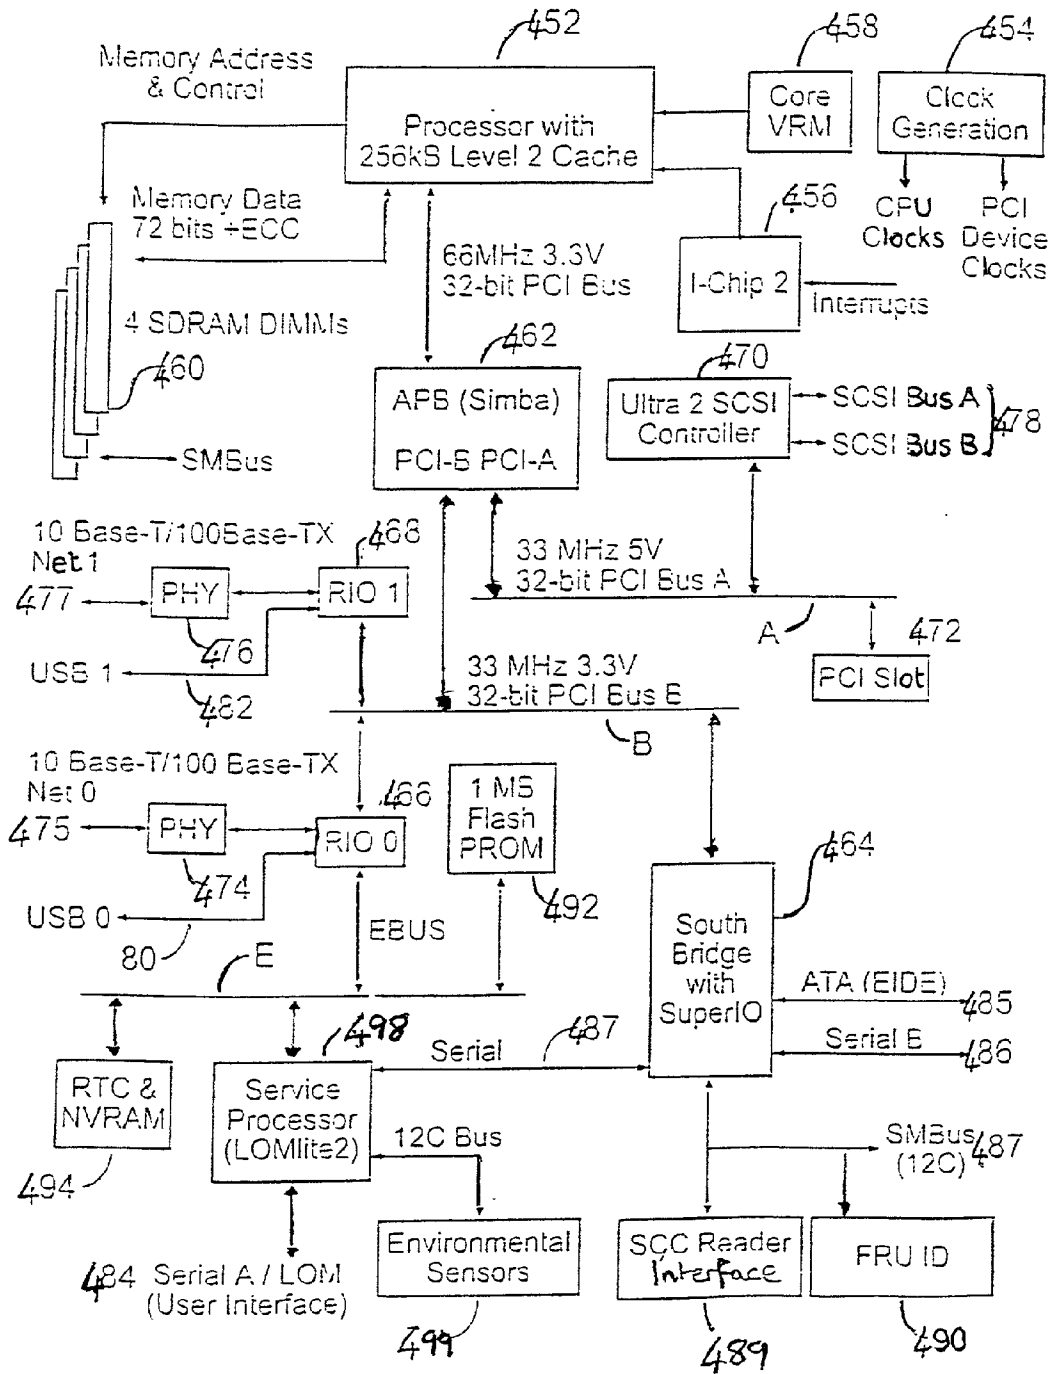 452
458
454
Memory Address
& Control
Processor with
256kB Level 2 Cache
Core
VRM
Clock
Generation
Memory Data
72 bits +ECC
456
CPU
Clocks
PCI
Device
Clocks
66MHz 3.3V
32-bit PCI Bus
I-Chip 2
Interrupts
4 SDRAM DIMMs
460
462
470
APB (Simba)
PCI-B PCI-A
Ultra 2 SCSI
Controller
SCSI Bus A
SCSI Bus B
478
SMBus
10 Base-T/100Base-TX
Net 1
468
477
PHY
RIO 1
33 MHz 5V
32-bit PCI Bus A
476
A
472
USB 1
482
33 MHz 3.3V
32-bit PCI Bus B
PCI Slot
B
10 Base-T/100 Base-TX
Net 0
466
1 MB
Flash
PROM
475
PHY
RIO 0
464
474
492
USB 0
80
EBUS
South
Bridge
with
SuperIO
E
ATA (EIDE)
485
498
487
Serial
Serial B
486
RTC &
NVRAM
Service
Processor
(LOMlite2)
12C Bus
SMBus
(12C)
487
494
Environmental
Sensors
SCC Reader
Interface
FRU ID
484
Serial A / LOM
(User Interface)
499
489
490